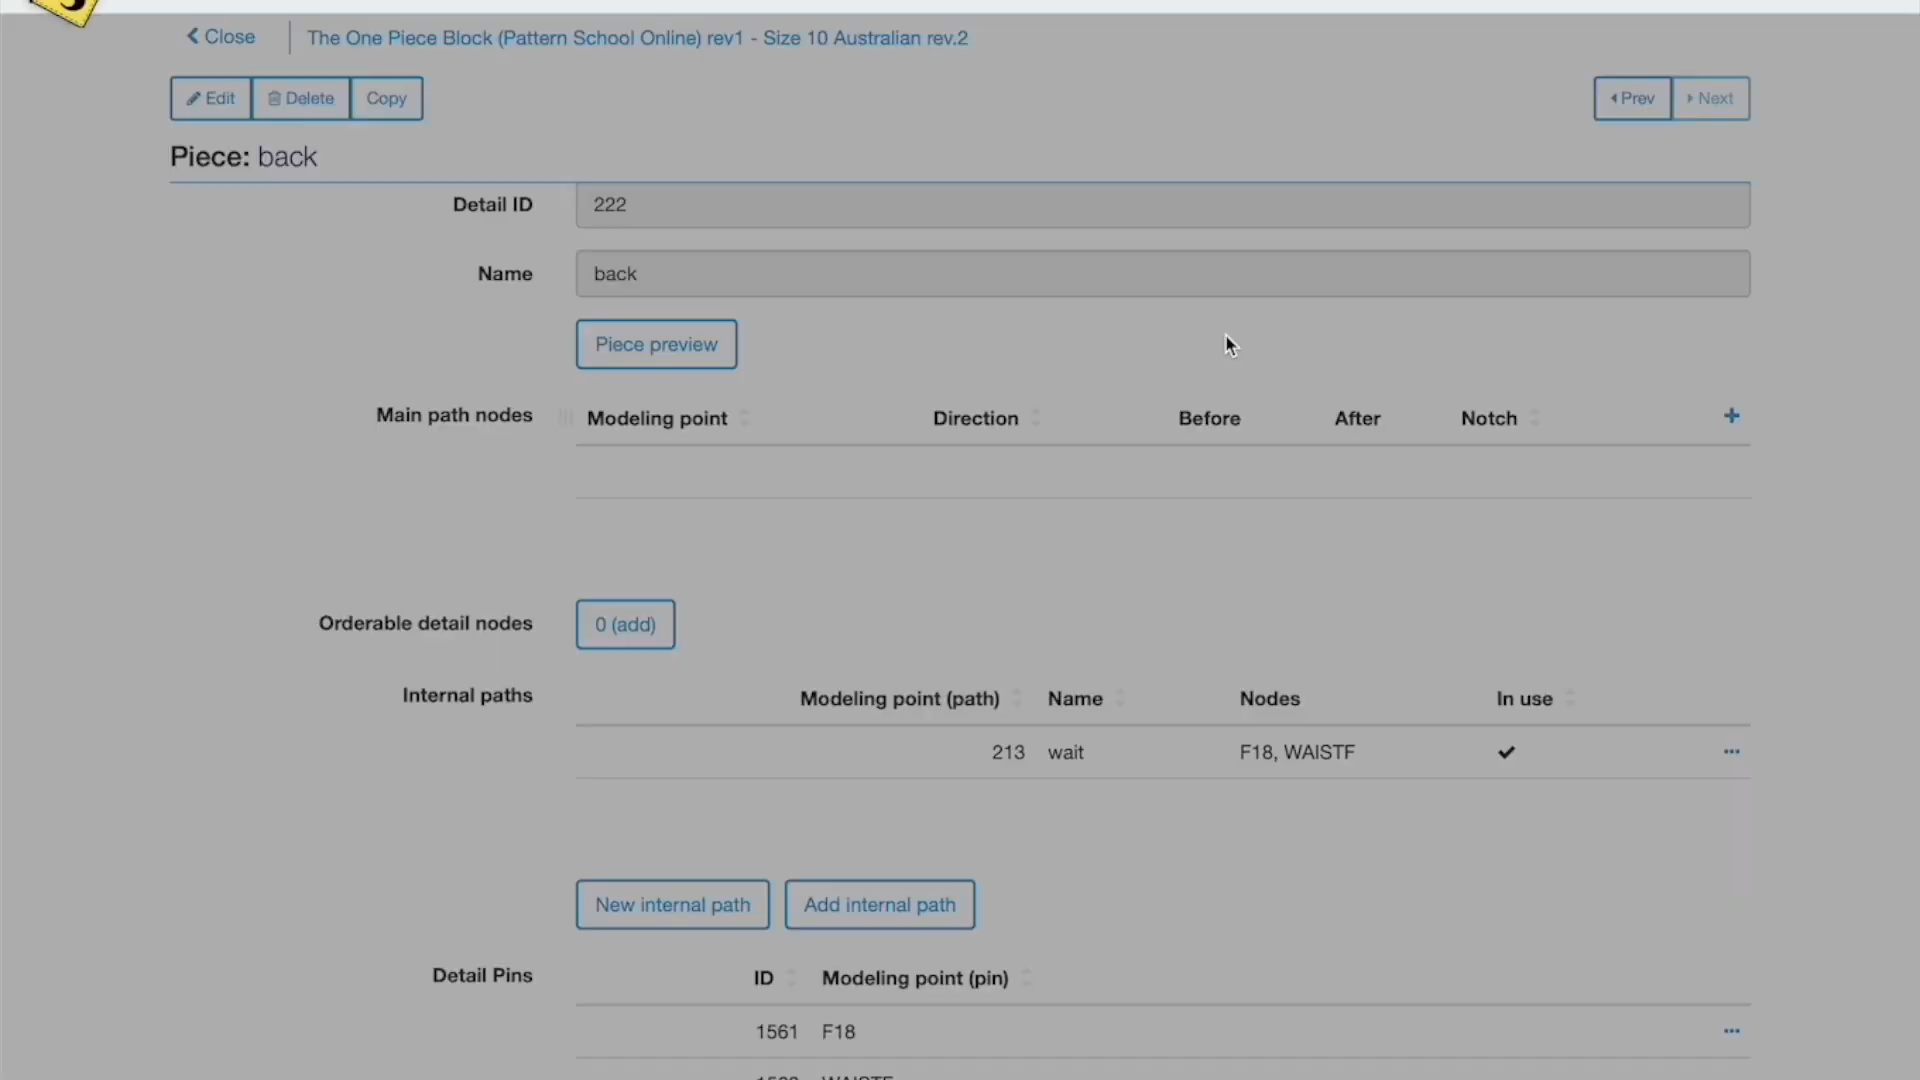 Close
The One Piece Block (Pattern School Online) rev1 - Size 10 Australian rev.2
Edit Delete Copy
Prev Next
Piece: back
Detail ID 222
Name back
Piece preview
Main path nodes Modeling point Direction Before After Notch +
Orderable detail nodes 0 (add)
Internal paths Modeling point (path) Name Nodes In use
213 wait F18, WAISTF ✔ ...
New internal path Add internal path
Detail Pins ID Modeling point (pin)
1561 F18 ...